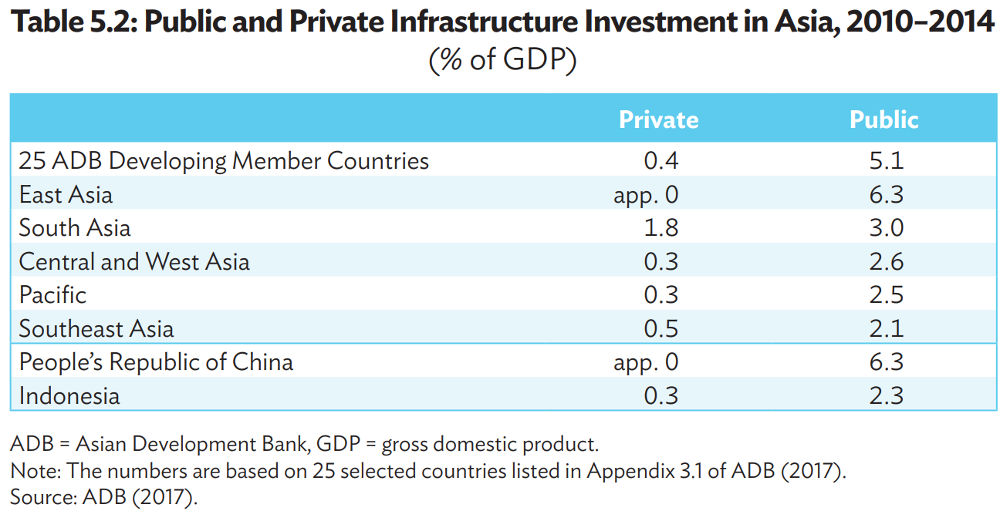 Table 5.2: Public and Private Infrastructure Investment in Asia, 2010–2014
(% of GDP)
Private Public
25 ADB Developing Member Countries 0.4 5.1
East Asia app. 0 6.3
South Asia 1.8 3.0
Central and West Asia 0.3 2.6
Pacific 0.3 2.5
Southeast Asia 0.5 2.1
People’s Republic of China app. 0 6.3
Indonesia 0.3 2.3
ADB = Asian Development Bank, GDP = gross domestic product.
Note: The numbers are based on 25 selected countries listed in Appendix 3.1 of ADB (2017).
Source: ADB (2017).